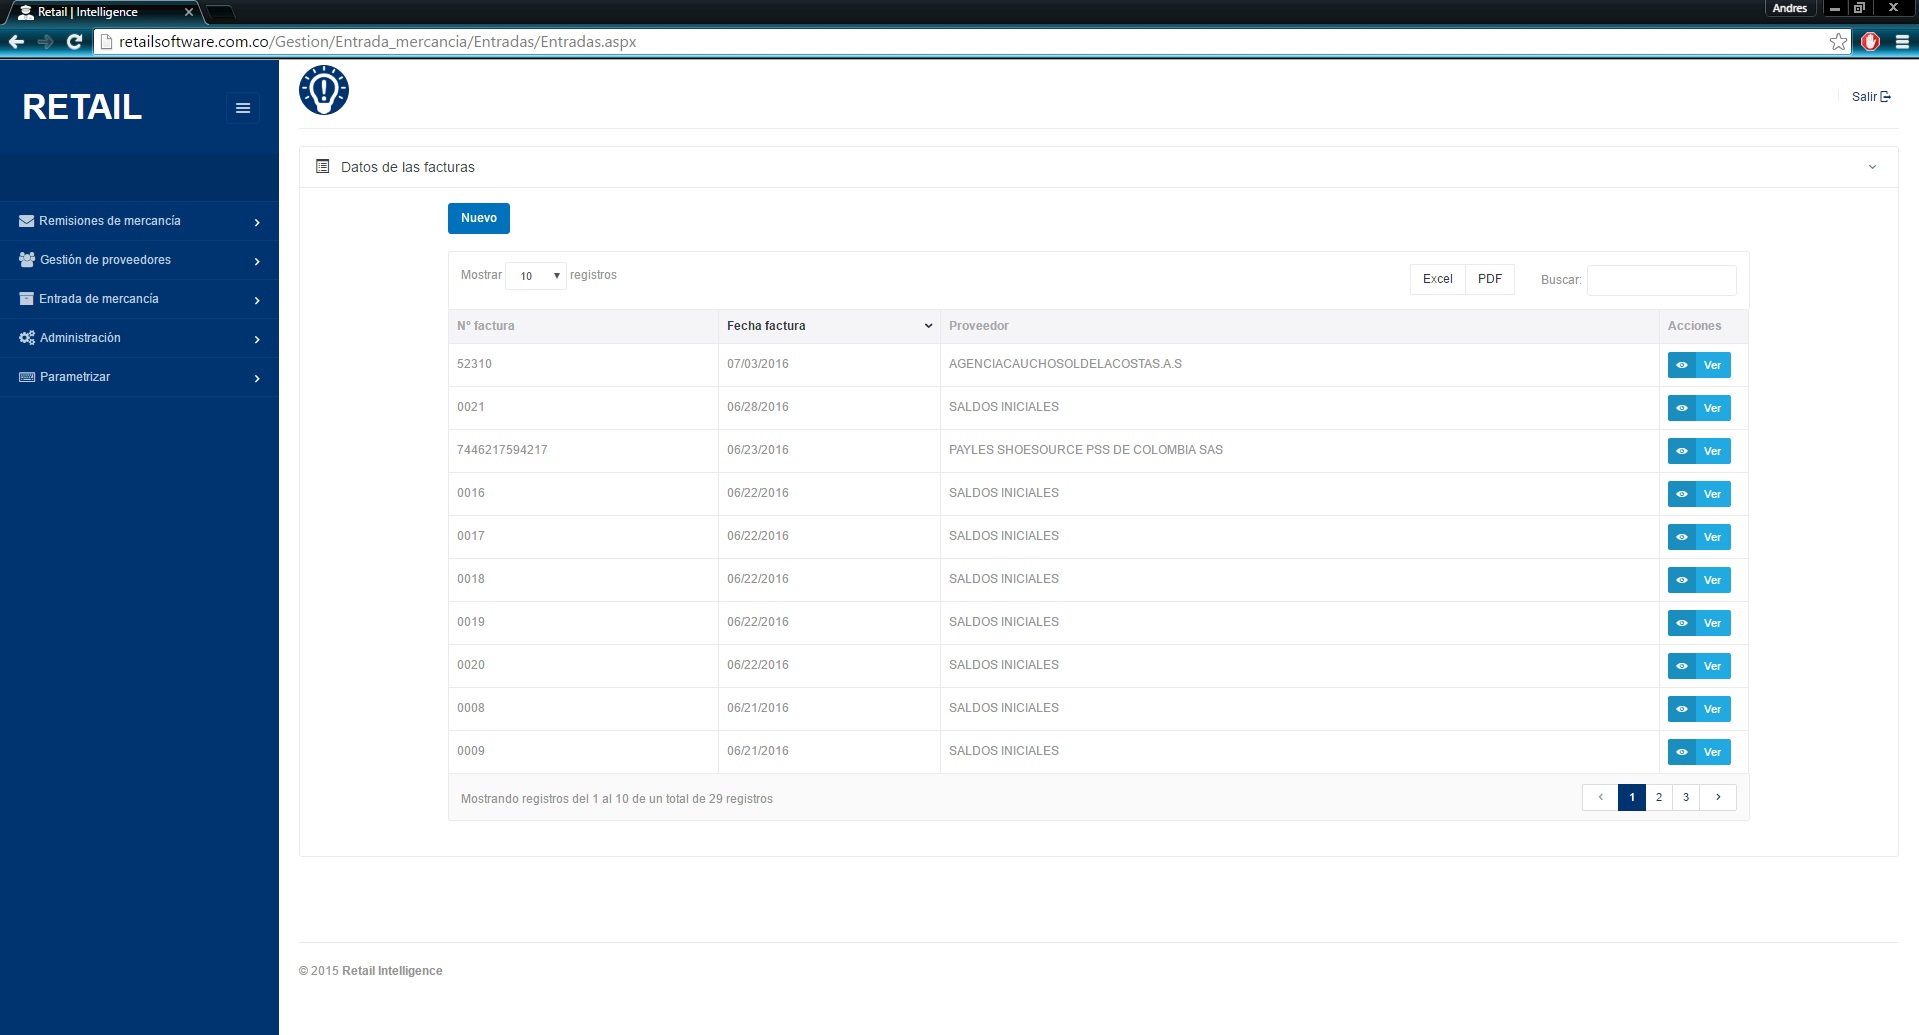 Retail | Intelligence
Andres
retailsoftware.com.co/Gestion/Entrada_mercancia/Entradas/Entradas.aspx
RETAIL
Salir
Remisiones de mercancía
Gestión de proveedores
Entrada de mercancía
Administración
Parametrizar
Datos de las facturas
Nuevo
Mostrar 10 registros
Excel PDF Buscar:
Nº factura Fecha factura Proveedor Acciones
52310 07/03/2016 AGENCIACAUCHOSOLDELACOSTAS.A.S Ver
0021 06/28/2016 SALDOS INICIALES Ver
7446217594217 06/23/2016 PAYLES SHOESOURCE PSS DE COLOMBIA SAS Ver
0016 06/22/2016 SALDOS INICIALES Ver
0017 06/22/2016 SALDOS INICIALES Ver
0018 06/22/2016 SALDOS INICIALES Ver
0019 06/22/2016 SALDOS INICIALES Ver
0020 06/22/2016 SALDOS INICIALES Ver
0008 06/21/2016 SALDOS INICIALES Ver
0009 06/21/2016 SALDOS INICIALES Ver
Mostrando registros del 1 al 10 de un total de 29 registros
‹ 1 2 3 ›
© 2015 Retail Intelligence